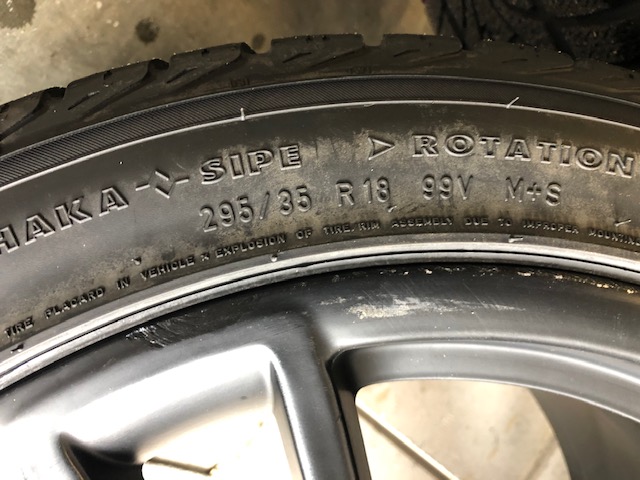 HAKA SIPE ▷ ROTATION
295/35 R18 99V M+S
TIRE PLACARD IN VEHICLE • EXPLOSION OF TIRE/RIM ASSEMBLY DUE TO IMPROPER MOUNTING